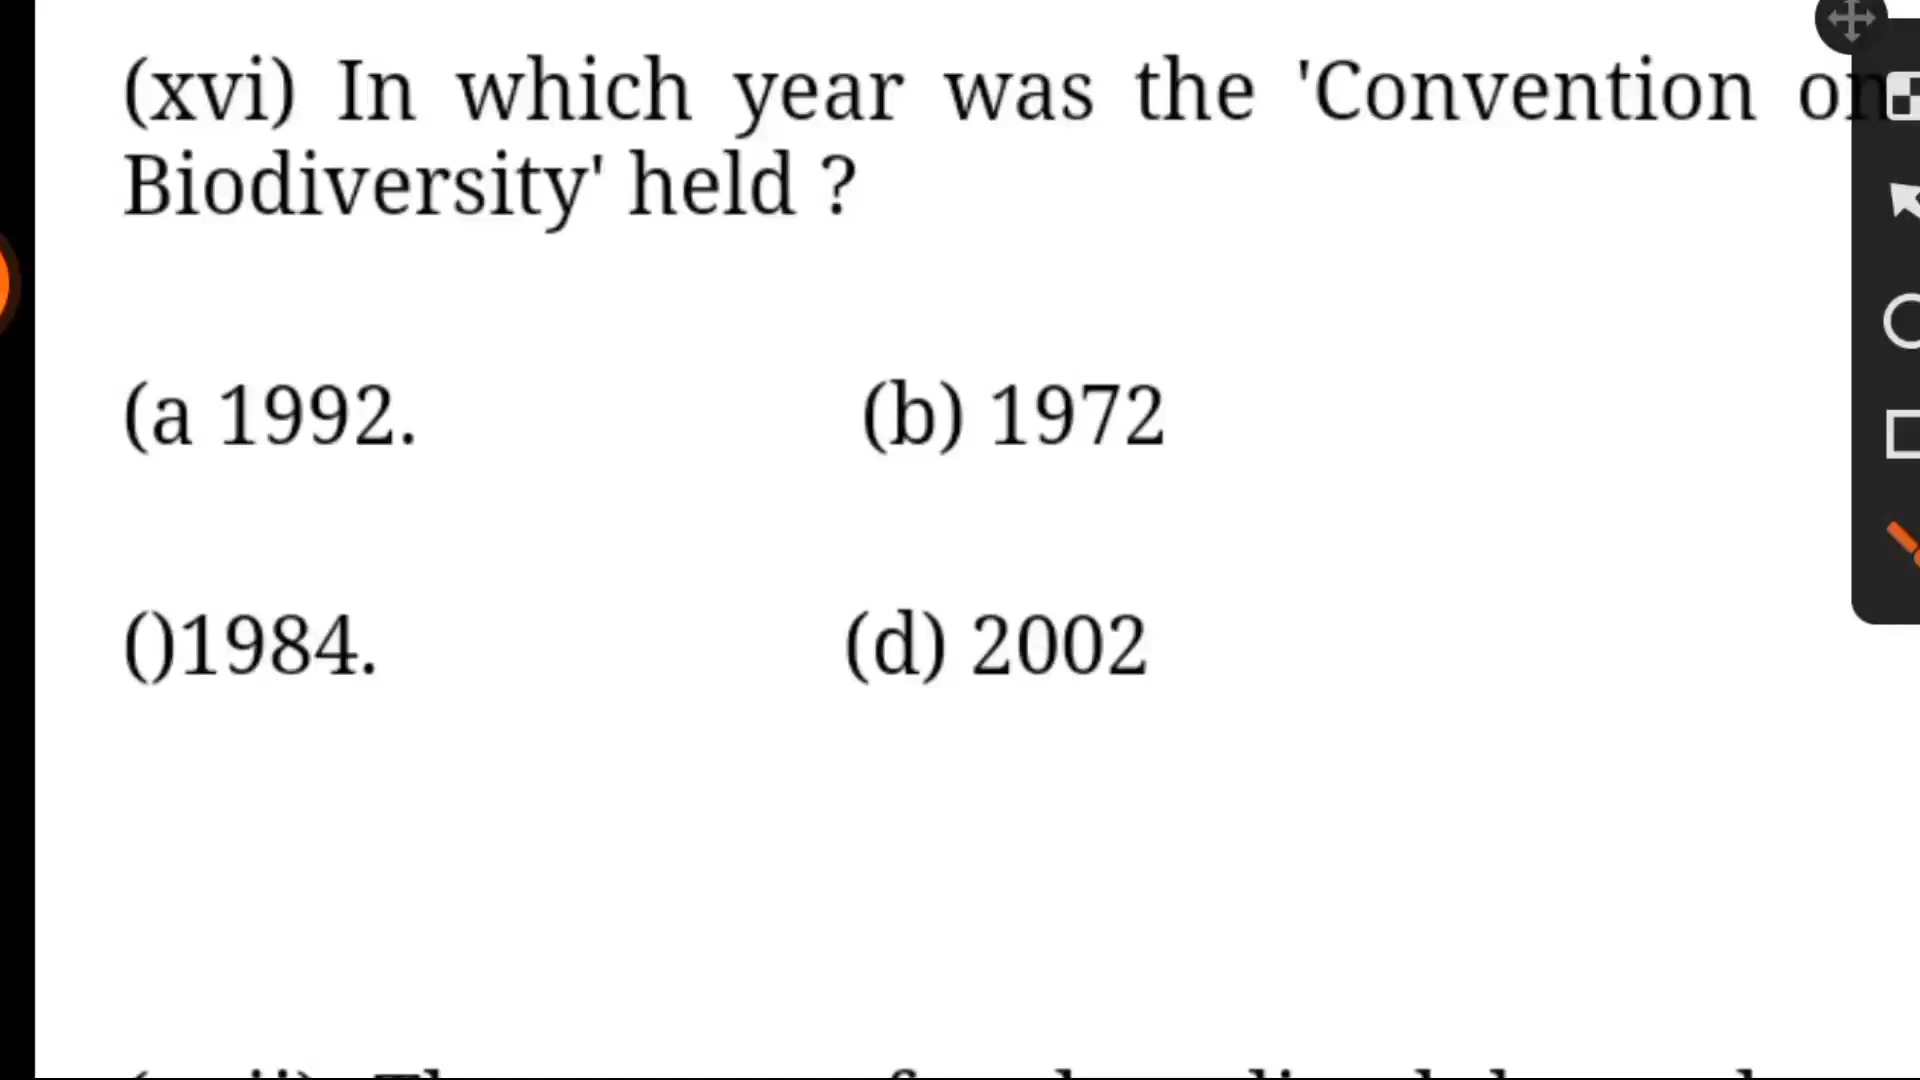 (xvi) In which year was the 'Convention on
Biodiversity' held ?
(a 1992. (b) 1972
()1984. (d) 2002